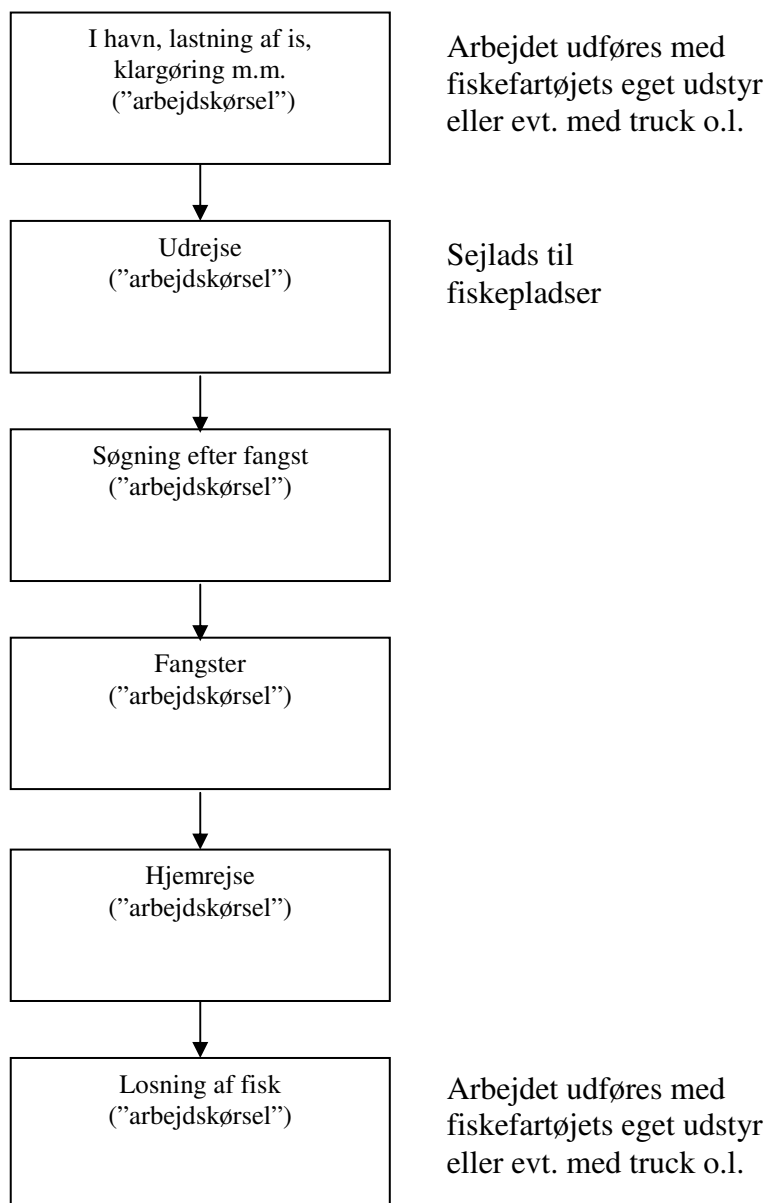 I havn, lastning af is,
klargøring m.m.
(”arbejdskørsel”)
Arbejdet udføres med
fiskefartøjets eget udstyr
eller evt. med truck o.l.
Udrejse
(”arbejdskørsel”)
Sejlads til
fiskepladser
Søgning efter fangst
(”arbejdskørsel”)
Fangster
(”arbejdskørsel”)
Hjemrejse
(”arbejdskørsel”)
Losning af fisk
(”arbejdskørsel”)
Arbejdet udføres med
fiskefartøjets eget udstyr
eller evt. med truck o.l.